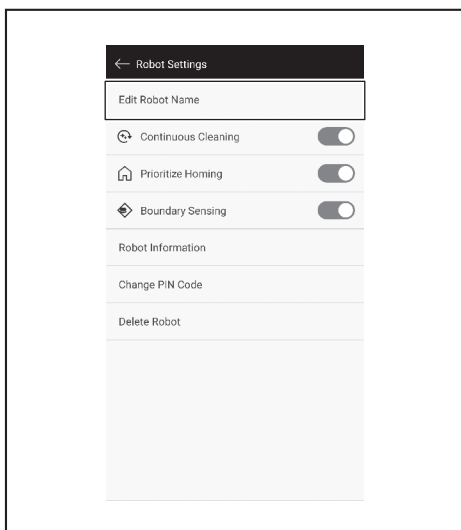 Robot Settings
Edit Robot Name
Continuous Cleaning
Prioritize Homing
Boundary Sensing
Robot Information
Change PIN Code
Delete Robot